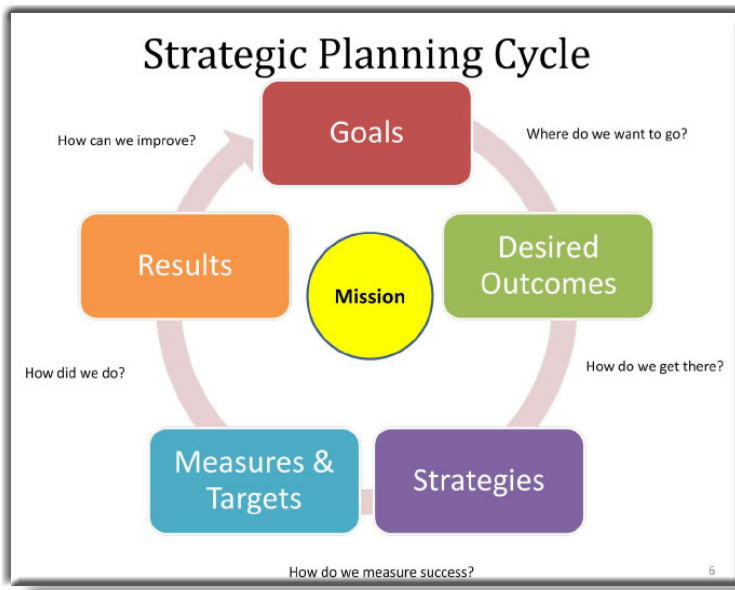 Strategic Planning Cycle
Goals
How can we improve?
Where do we want to go?
Results
Desired
Outcomes
Mission
How did we do?
How do we get there?
Measures &
Targets
Strategies
How do we measure success?
6